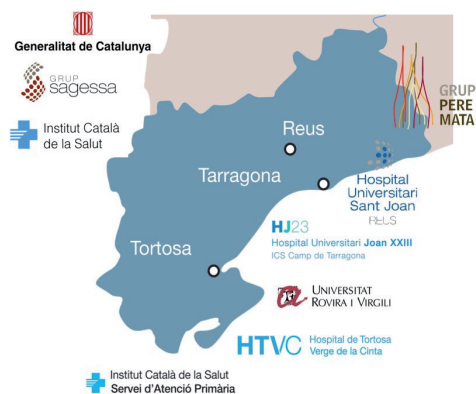 Generalitat de Catalunya
GRUP
sagessa
Institut Català
de la Salut
GRUP
PERE
MATA
Reus
Tarragona
Hospital
Universitari
Sant Joan
REUS
HJ23
Hospital Universitari Joan XXIII
ICS Camp de Tarragona
Tortosa
UNIVERSITAT
ROVIRA I VIRGILI
HTVC
Hospital de Tortosa
Verge de la Cinta
Institut Català de la Salut
Servei d'Atenció Primària